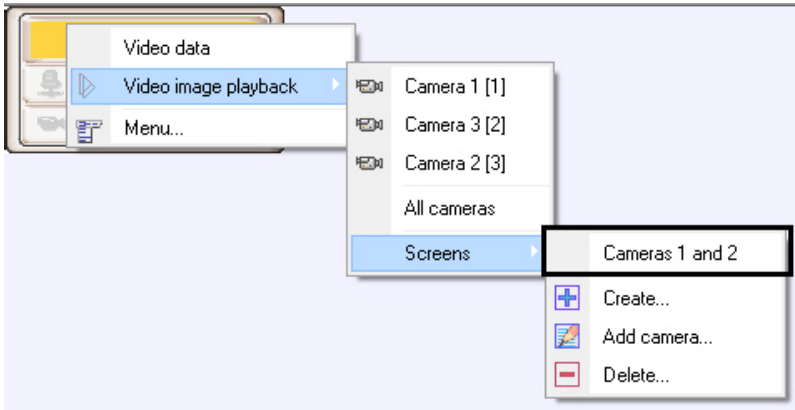 Video data
Video image playback
Menu...
Camera 1 [1]
Camera 3 [2]
Camera 2 [3]
All cameras
Screens
Cameras 1 and 2
Create...
Add camera...
Delete...